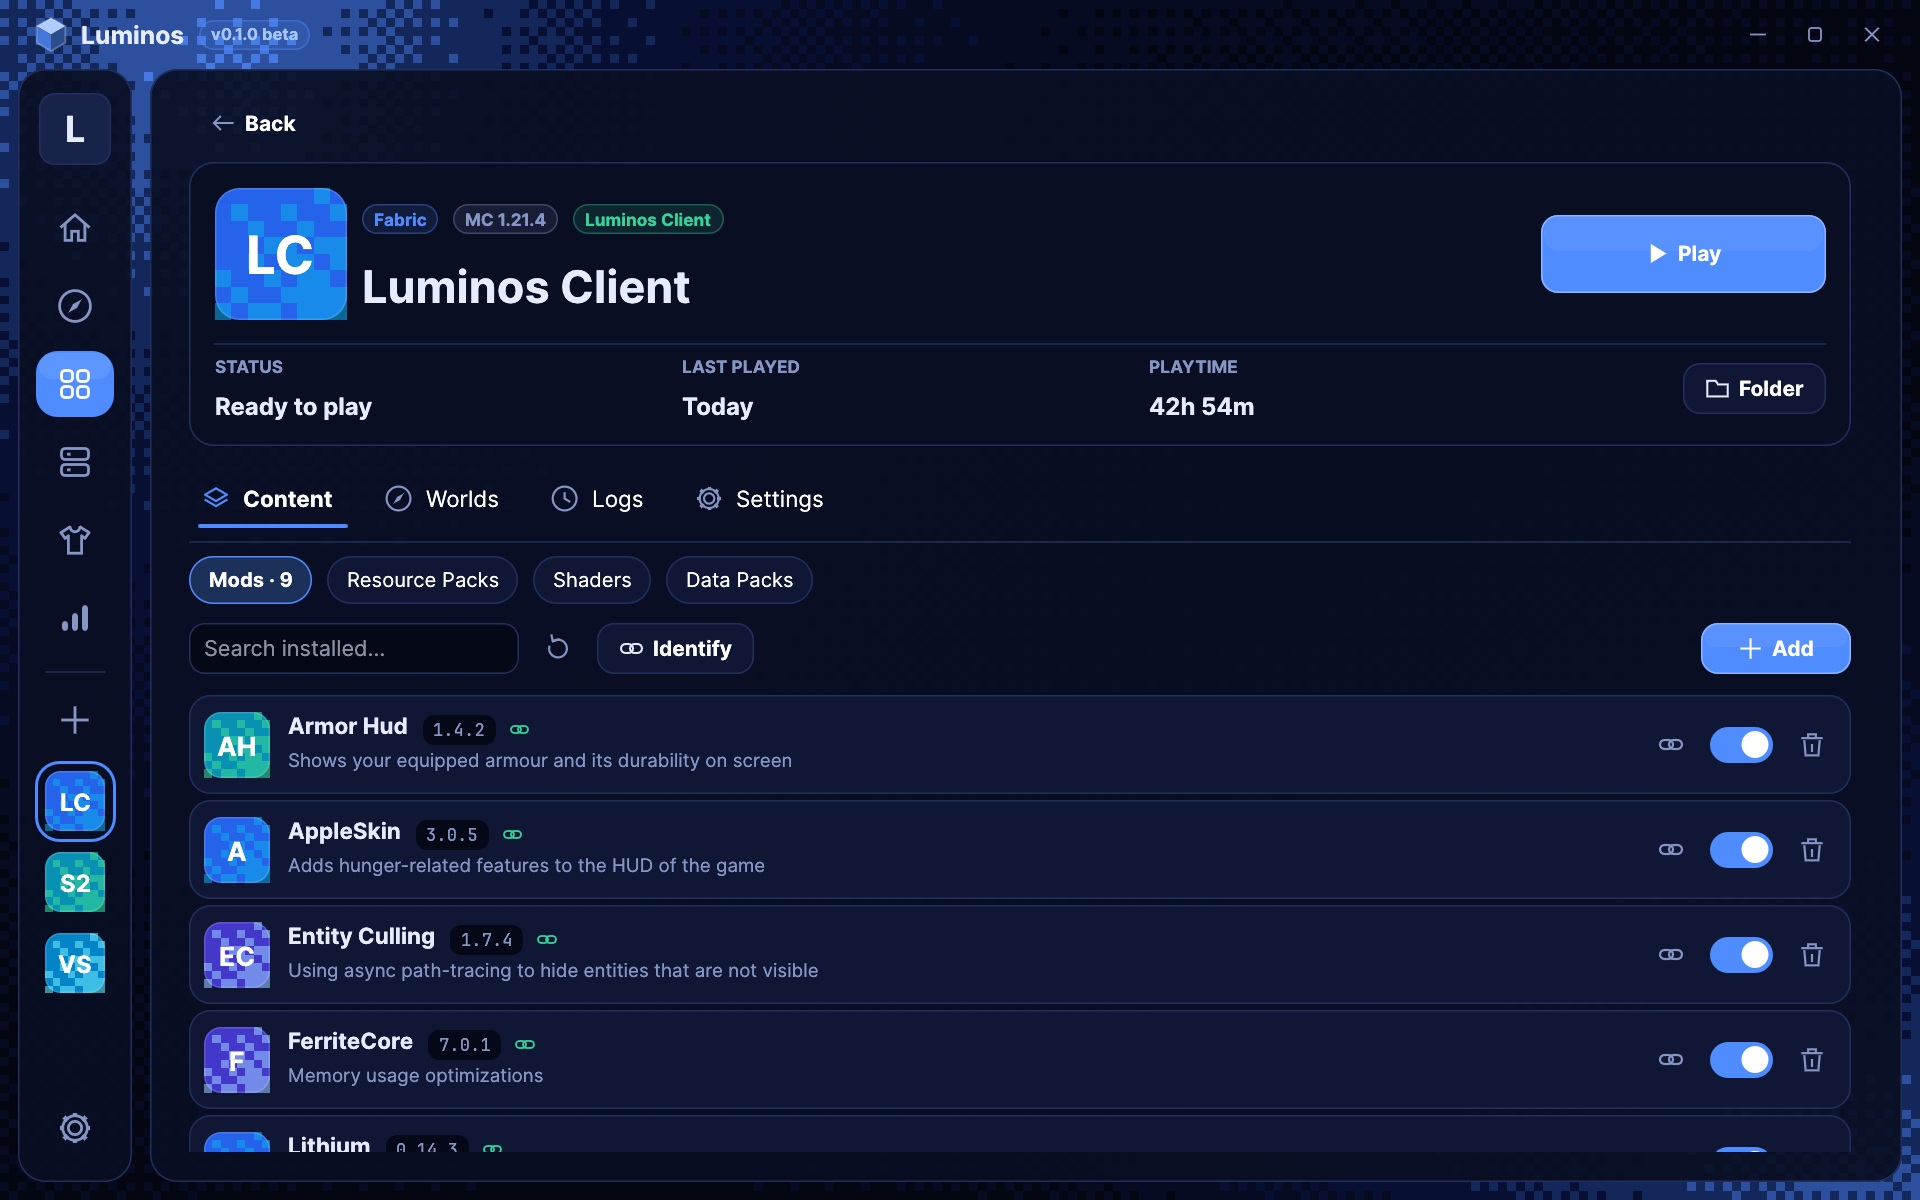 Luminos v0.1.0 beta
L
Back
LC
Fabric MC 1.21.4 Luminos Client
Luminos Client
Play
STATUS LAST PLAYED PLAYTIME
Ready to play Today 42h 54m
Folder
Content Worlds Logs Settings
Mods · 9 Resource Packs Shaders Data Packs
Search installed... Identify Add
AH Armor Hud 1.4.2
Shows your equipped armour and its durability on screen
A AppleSkin 3.0.5
Adds hunger-related features to the HUD of the game
EC Entity Culling 1.7.4
Using async path-tracing to hide entities that are not visible
F FerriteCore 7.0.1
Memory usage optimizations
Lithium 0.14.3
LC
S2
VS